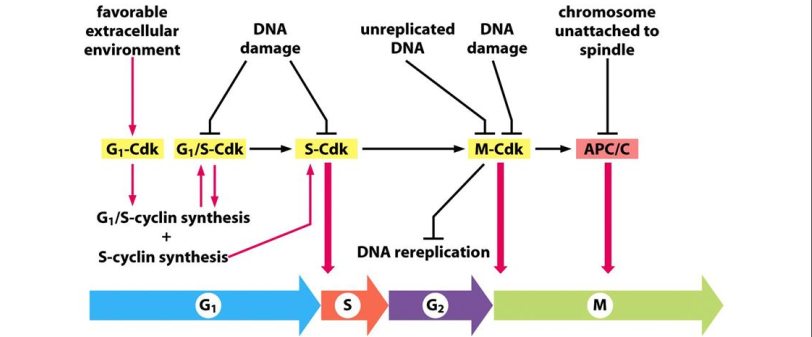 favorable
extracellular
environment
DNA
damage
unreplicated
DNA
DNA
damage
chromosome
unattached to
spindle
G₁-Cdk
G₁/S-Cdk
S-Cdk
M-Cdk
APC/C
G₁/S-cyclin synthesis
+
S-cyclin synthesis
DNA rereplication
G₁
S
G₂
M